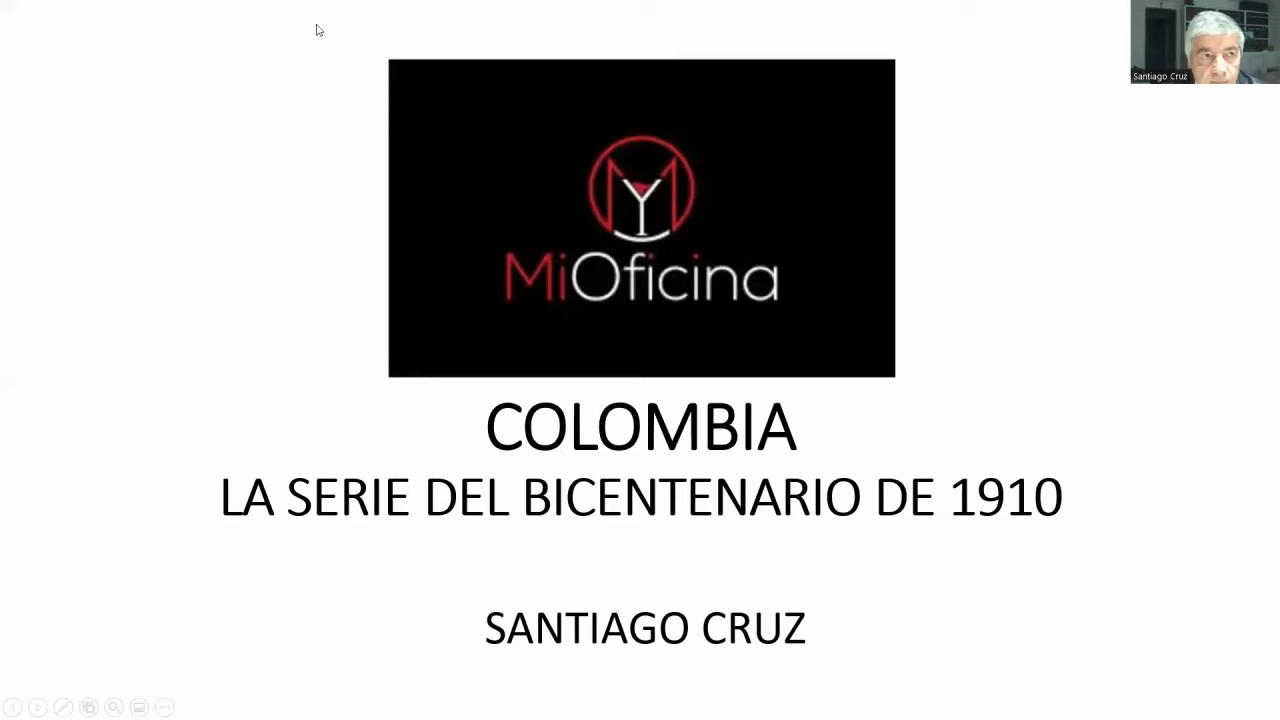 Santiago Cruz
MiOficina
COLOMBIA
LA SERIE DEL BICENTENARIO DE 1910
SANTIAGO CRUZ